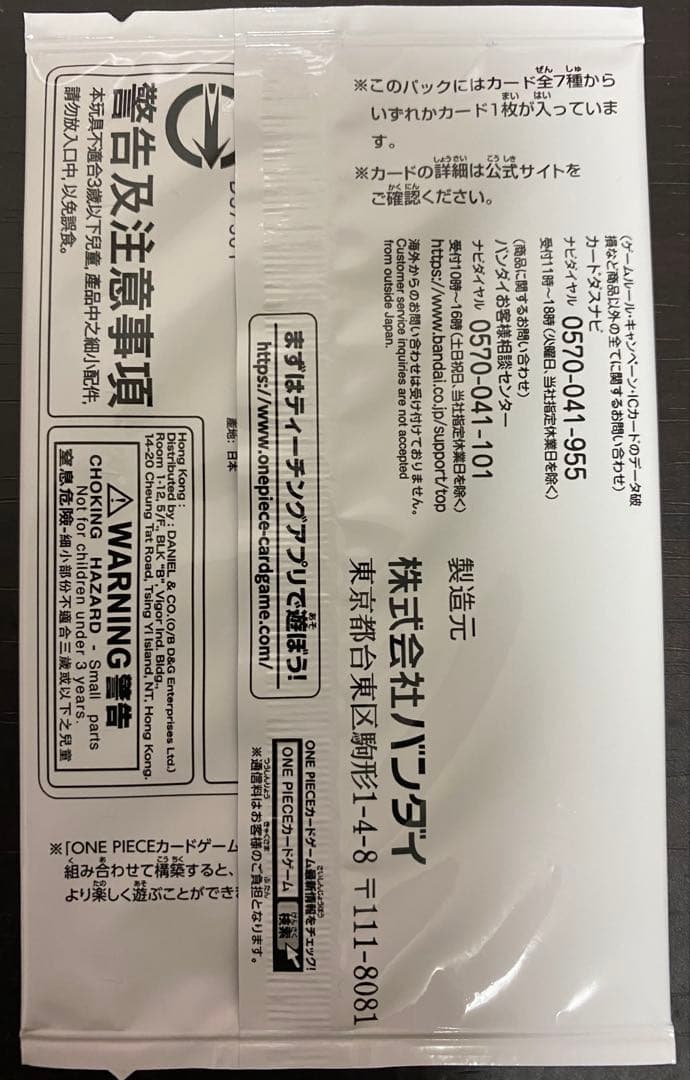 ※このパックにはカード全7種から
いずれかカード1枚が入っていま
す。
※カードの詳細は公式サイトを
ご確認ください。
〈ゲームルール・キャンペーン・ICカードのデータ破
損など商品以外の全てに関するお問い合わせ〉
カードダスナビ
ナビダイヤル 0570-041-955
受付11時～18時（火曜日、当社指定休業日を除く）
〈商品に関するお問い合わせ〉
バンダイお客様相談センター
ナビダイヤル 0570-041-101
受付10時～16時（土日祝日、当社指定休業日を除く）
https://www.bandai.co.jp/support/top
海外からのお問い合わせは受け付けておりません。
Customer service inquiries are not accepted
from outside Japan.
製造元
株式会社バンダイ
東京都台東区駒形1-4-8 〒111-8081
まずはティーチングアプリで遊ぼう!
https://www.onepiece-cardgame.com/
ONE PIECEカードゲーム最新情報をチェック!
ONE PIECEカードゲーム 検索
※通信料はお客様のご負担となります。
警告及注意事項
本玩具不適合3歲以下兒童,產品中之細小配件,
請勿放入口中,以免誤食。
產地: 日本
Hong Kong :
Distributed by : DANIEL & CO.(O/B D&G Enterprises Ltd.)
Room 1-12, 5/F., BLK "B", Vigor Ind. Bldg.,
14-20 Cheung Tat Road, Tsing Yi Island, NT, Hong Kong.
WARNING 警告
CHOKING HAZARD - Small parts
Not for children under 3 years.
窒息危險-細小部份不適合三歲或以下之兒童
※「ONE PIECEカードゲーム
組み合わせて構築すると、
より楽しく遊ぶことができ